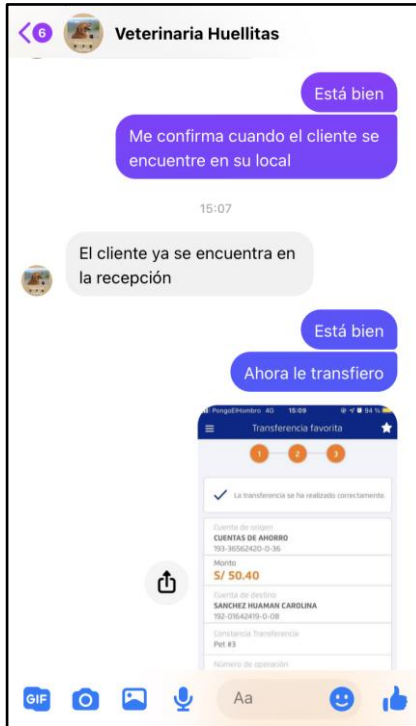 6
Veterinaria Huellitas
Está bien
Me confirma cuando el cliente se
encuentre en su local
15:07
El cliente ya se encuentra en
la recepción
Está bien
Ahora le transfiero
PongoElHombro 4G 15:09 94 %
Transferencia favorita
1 2 3
La transferencia se ha realizado correctamente.
Cuenta de origen
CUENTAS DE AHORRO
193-36562420-0-36
Monto
S/ 50.40
Cuenta de destino
SANCHEZ HUAMAN CAROLINA
192-01642419-0-08
Constancia Transferencia
Pet #3
Número de operación
GIF
Aa